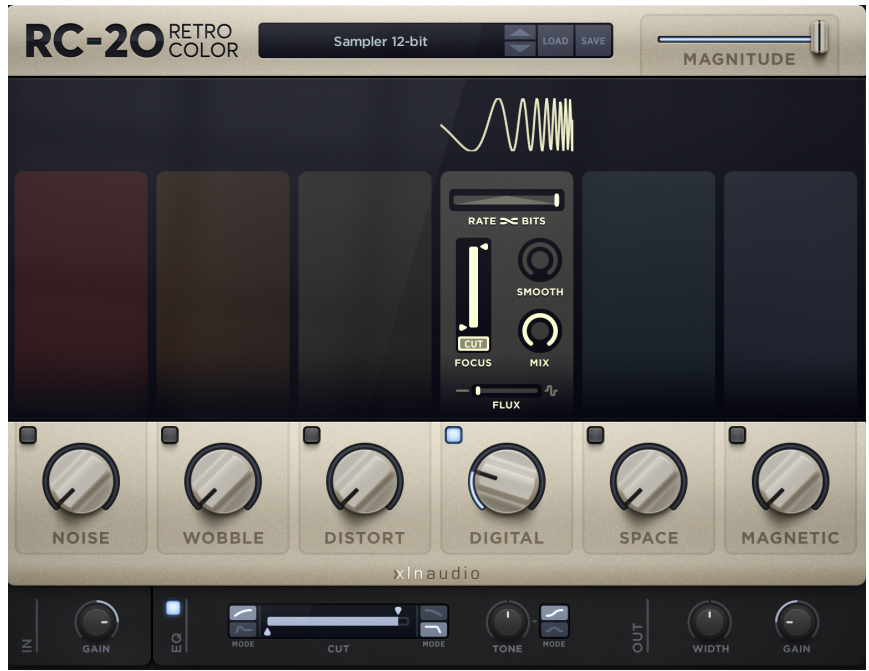 RC-20 RETRO COLOR
Sampler 12-bit
LOAD
SAVE
MAGNITUDE
RATE BITS
SMOOTH
CUT
FOCUS
MIX
FLUX
NOISE
WOBBLE
DISTORT
DIGITAL
SPACE
MAGNETIC
xlnaudio
IN
GAIN
EQ
MODE
CUT
MODE
TONE
MODE
OUT
WIDTH
GAIN